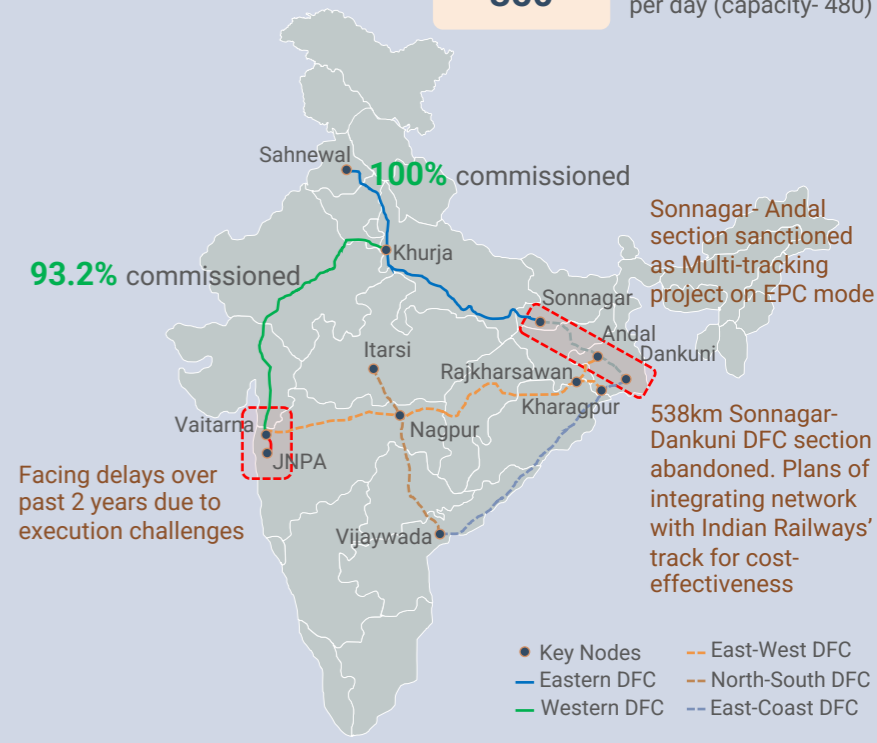 per day (capacity- 480)
Sahnewal
100% commissioned
Khurja
93.2% commissioned
Sonnagar- Andal
section sanctioned
as Multi-tracking
project on EPC mode
Sonnagar
Andal
Dankuni
Itarsi
Rajkharsawan
Kharagpur
Vaitarna
Nagpur
JNPA
Facing delays over
past 2 years due to
execution challenges
538km Sonnagar-
Dankuni DFC section
abandoned. Plans of
integrating network
with Indian Railways’
track for cost-
effectiveness
Vijaywada
Key Nodes
Eastern DFC
Western DFC
East-West DFC
North-South DFC
East-Coast DFC